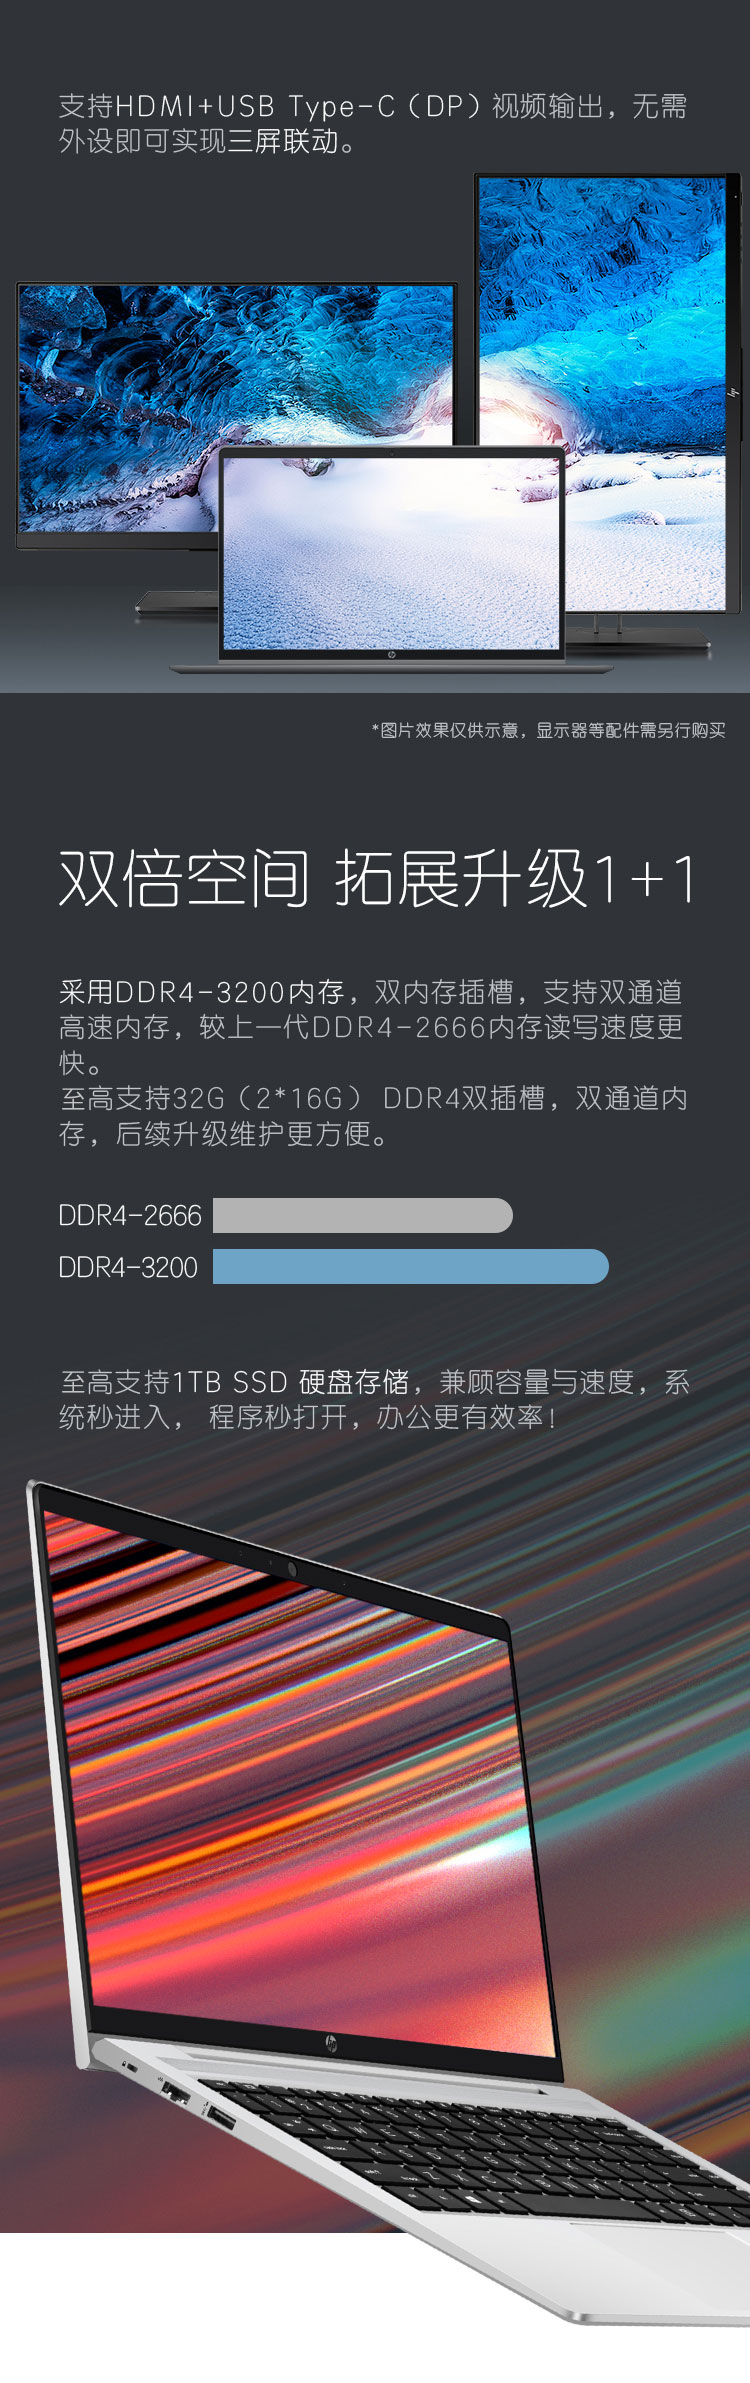 支持HDMI+USB Type-C（DP）视频输出，无需
外设即可实现三屏联动。
hp
hp
*图片效果仅供示意，显示器等配件需另行购买
双倍空间 拓展升级1+1
采用DDR4-3200内存，双内存插槽，支持双通道
高速内存，较上一代DDR4-2666内存读写速度更
快。
至高支持32G（2*16G） DDR4双插槽，双通道内
存，后续升级维护更方便。
DDR4-2666
DDR4-3200
至高支持1TB SSD 硬盘存储，兼顾容量与速度，系
统秒进入， 程序秒打开，办公更有效率！
hp